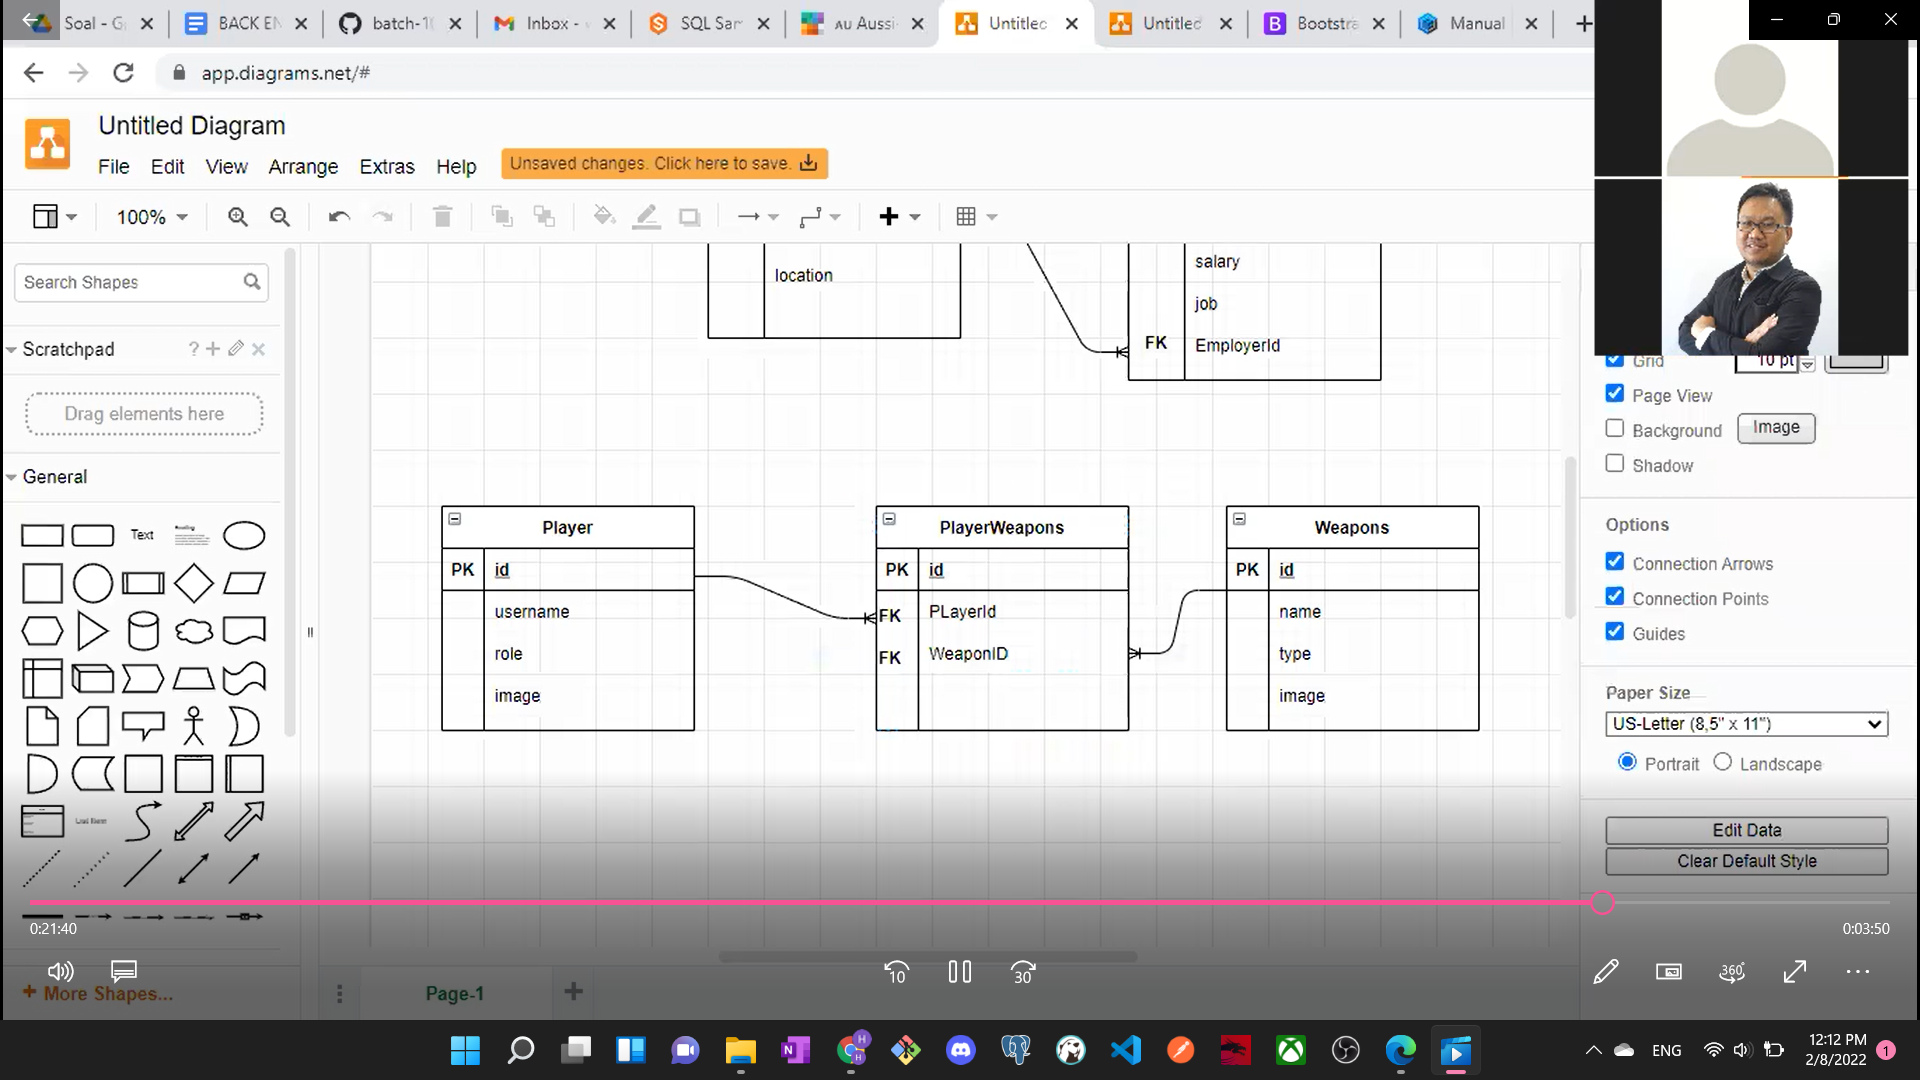 Soal - G
BACK EN
batch-1
Inbox -
SQL Sam
AU Aussi
Untitled
Untitled
Bootstra
Manual
app.diagrams.net/#
Untitled Diagram
File Edit View Arrange Extras Help
Unsaved changes. Click here to save.
100%
Search Shapes
Scratchpad
?
Drag elements here
General
Text
Heading
List Item
+ More Shapes...
location
salary
job
FK EmployerId
Player
PK id
username
role
image
PlayerWeapons
PK id
FK PLayerId
FK WeaponID
Weapons
PK id
name
type
image
Grid 10 pt
Page View
Background Image
Shadow
Options
Connection Arrows
Connection Points
Guides
Paper Size
US-Letter (8,5" x 11")
Portrait Landscape
Edit Data
Clear Default Style
0:21:40
0:03:50
10
30
360°
Page-1
N
H
H
ENG
12:12 PM
2/8/2022
1